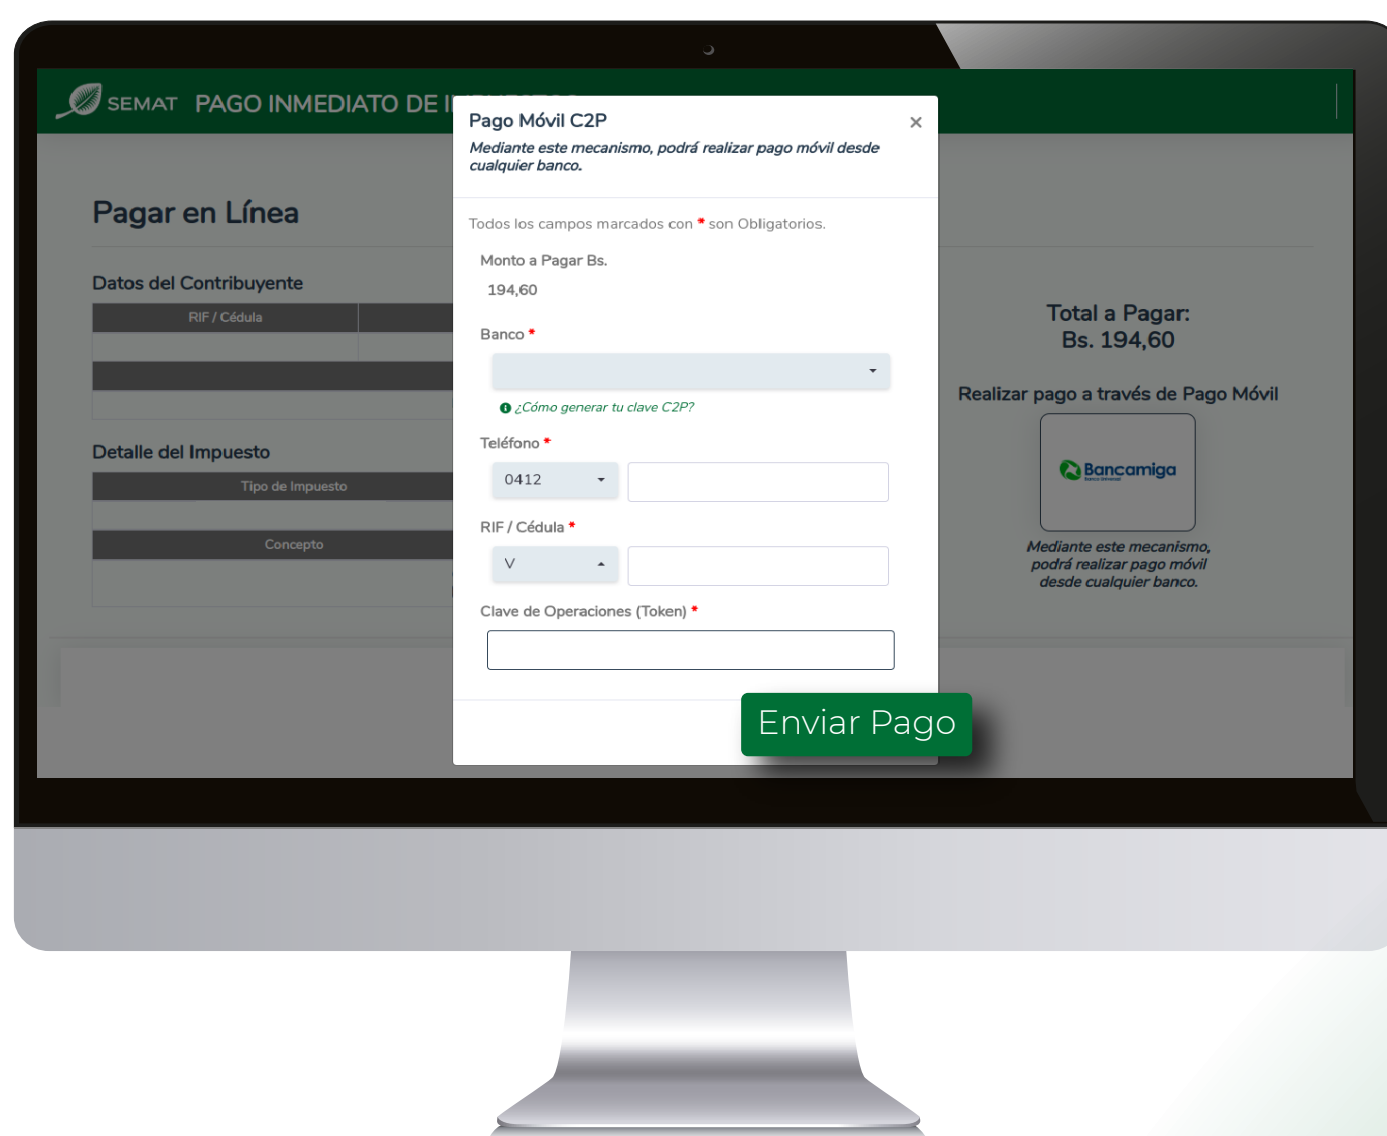 SEMAT PAGO INMEDIATO DE
Pago Móvil C2P
×
Mediante este mecanismo, podrá realizar pago móvil desde
cualquier banco.
Todos los campos marcados con * son Obligatorios.
Monto a Pagar Bs.
194,60
Banco *
¿Cómo generar tu clave C2P?
Teléfono *
0412
RIF / Cédula *
V
Clave de Operaciones (Token) *
Enviar Pago
Pagar en Línea
Datos del Contribuyente
RIF / Cédula
Detalle del Impuesto
Tipo de Impuesto
Concepto
Total a Pagar:
Bs. 194,60
Realizar pago a través de Pago Móvil
Bancamiga
Banco Universal
Mediante este mecanismo,
podrá realizar pago móvil
desde cualquier banco.